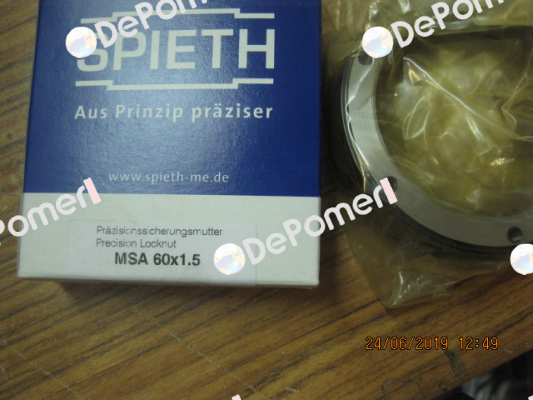 DePomerl
DePomerl
SPIETH
Aus Prinzip präziser
www.spieth-me.de
DePomerl
DePomerl
Präzisionssicherungsmutter
Precision Locknut
MSA 60x1.5
24/06/2019 12:49
DePomerl